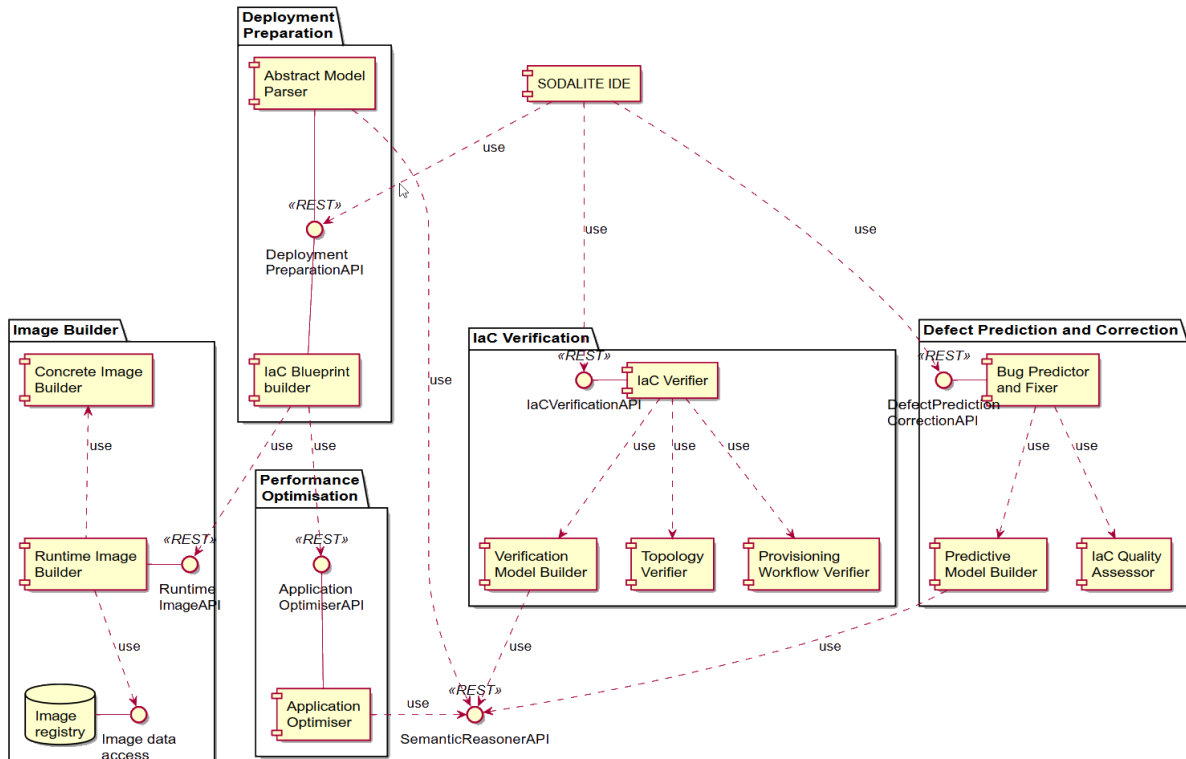 Deployment
Preparation
Abstract Model
Parser
SODALITE IDE
use
«REST»
Deployment
PreparationAPI
use
use
Image Builder
Concrete Image
Builder
IaC Blueprint
builder
use
IaC Verification
«REST»
IaC Verifier
IaCVerificationAPI
Defect Prediction and Correction
«REST»
Bug Predictor
and Fixer
DefectPrediction
CorrectionAPI
use
use
use
use
use
use
use
use
Performance
Optimisation
«REST»
Runtime Image
Builder
Runtime
ImageAPI
«REST»
Application
OptimiserAPI
Verification
Model Builder
Topology
Verifier
Provisioning
Workflow Verifier
Predictive
Model Builder
IaC Quality
Assessor
use
use
use
«REST»
Image
registry
Image data
access
Application
Optimiser
use
SemanticReasonerAPI